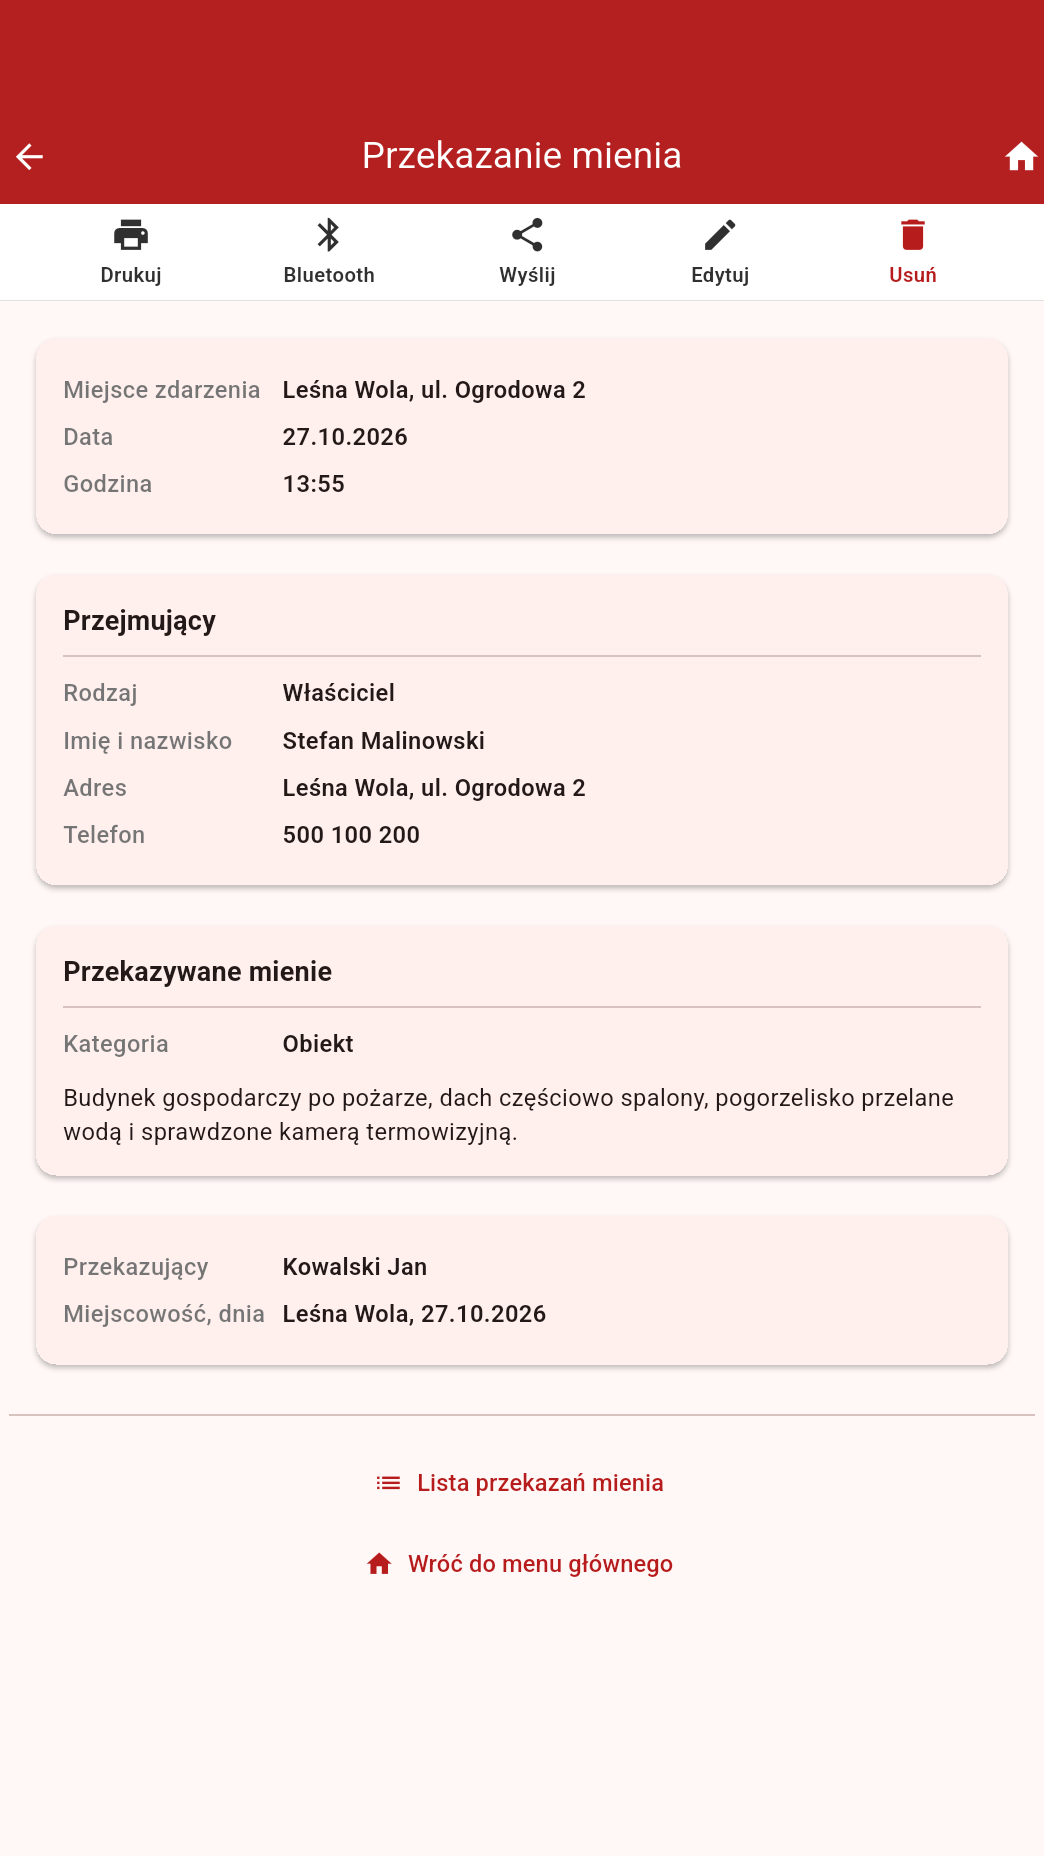 Przekazanie mienia
Drukuj Bluetooth Wyślij Edytuj Usuń
Miejsce zdarzenia Leśna Wola, ul. Ogrodowa 2
Data 27.10.2026
Godzina 13:55
Przejmujący
Rodzaj Właściciel
Imię i nazwisko Stefan Malinowski
Adres Leśna Wola, ul. Ogrodowa 2
Telefon 500 100 200
Przekazywane mienie
Kategoria Obiekt
Budynek gospodarczy po pożarze, dach częściowo spalony, pogorzelisko przelane
wodą i sprawdzone kamerą termowizyjną.
Przekazujący Kowalski Jan
Miejscowość, dnia Leśna Wola, 27.10.2026
Lista przekazań mienia
Wróć do menu głównego